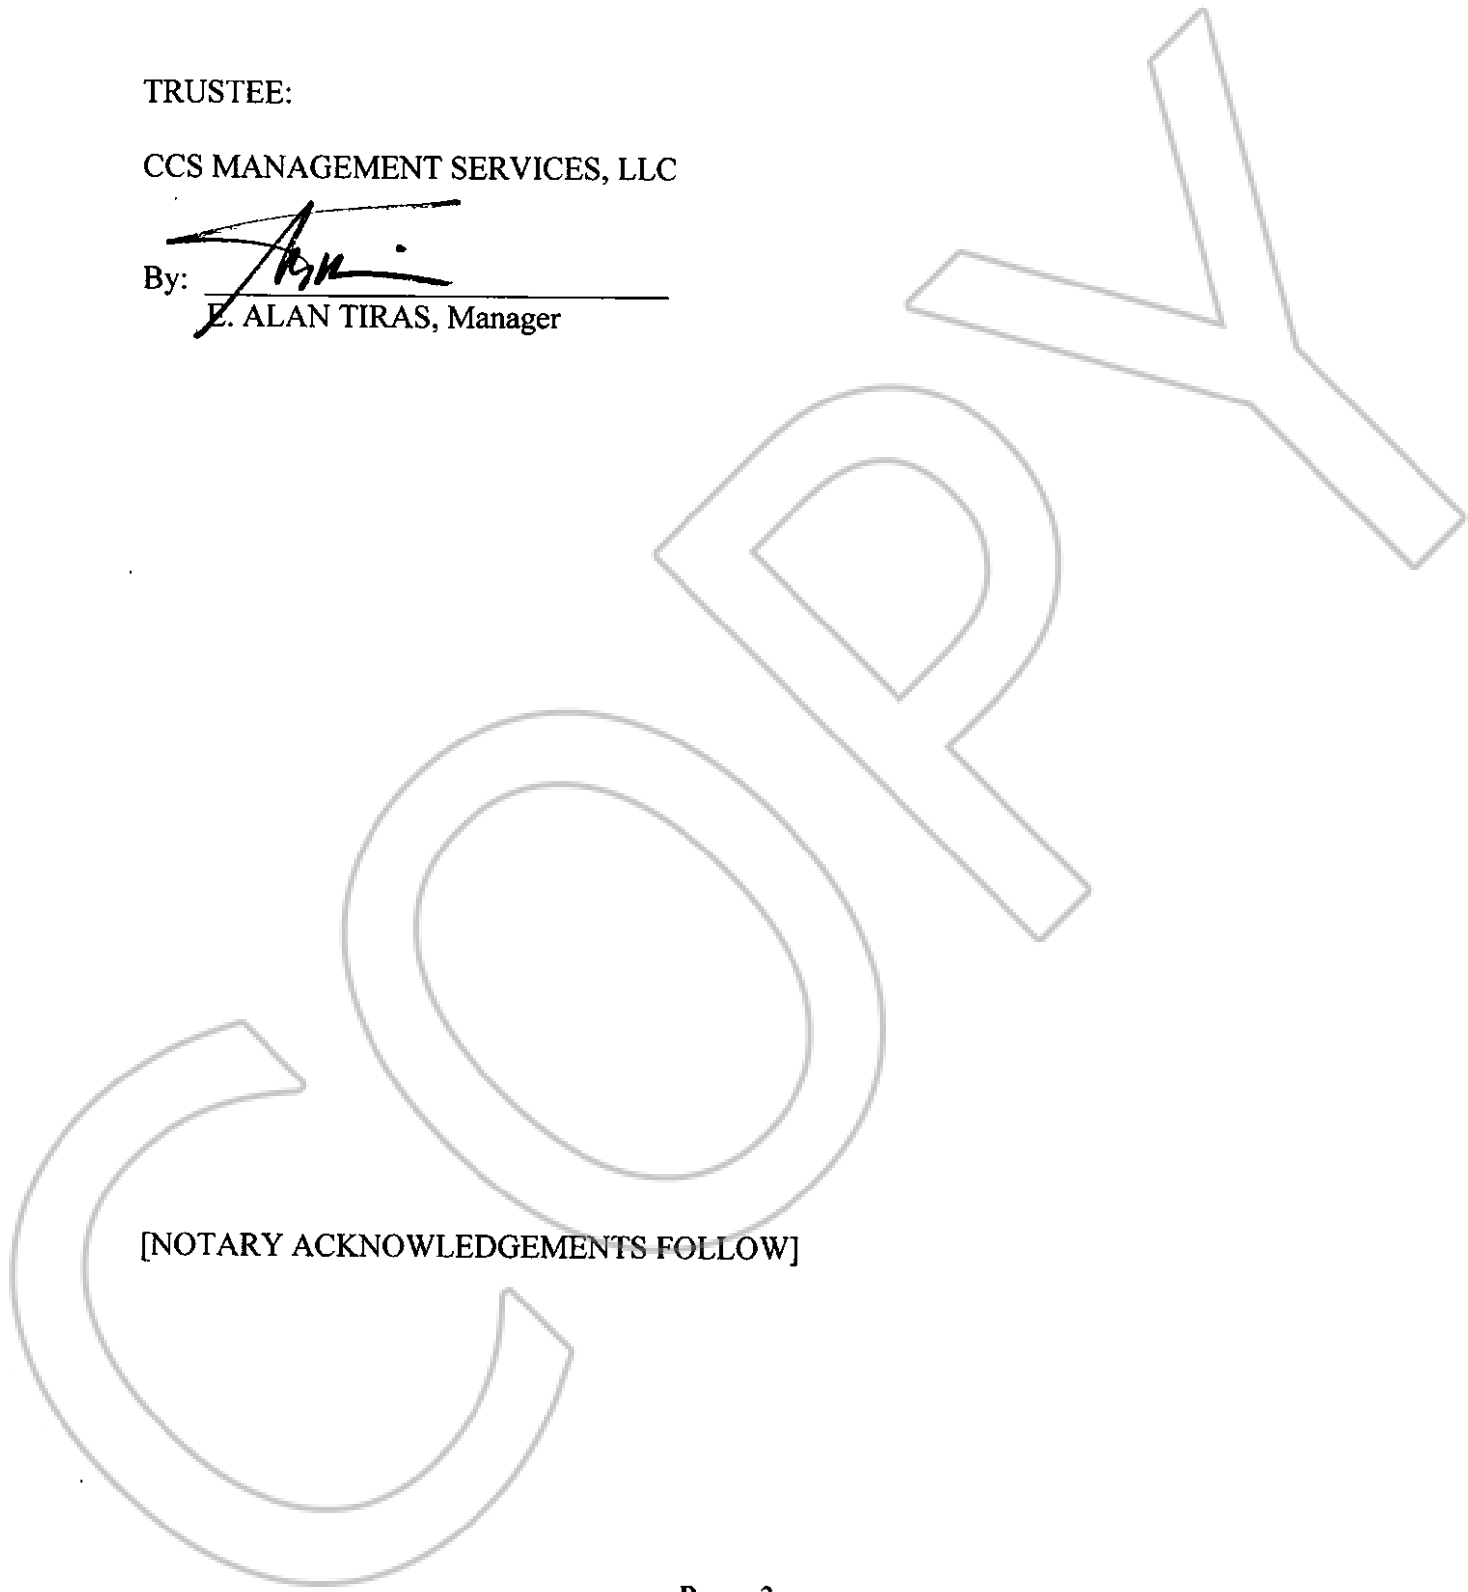 TRUSTEE:
CCS MANAGEMENT SERVICES, LLC
By:
E. ALAN TIRAS, Manager
COPY
[NOTARY ACKNOWLEDGEMENTS FOLLOW]